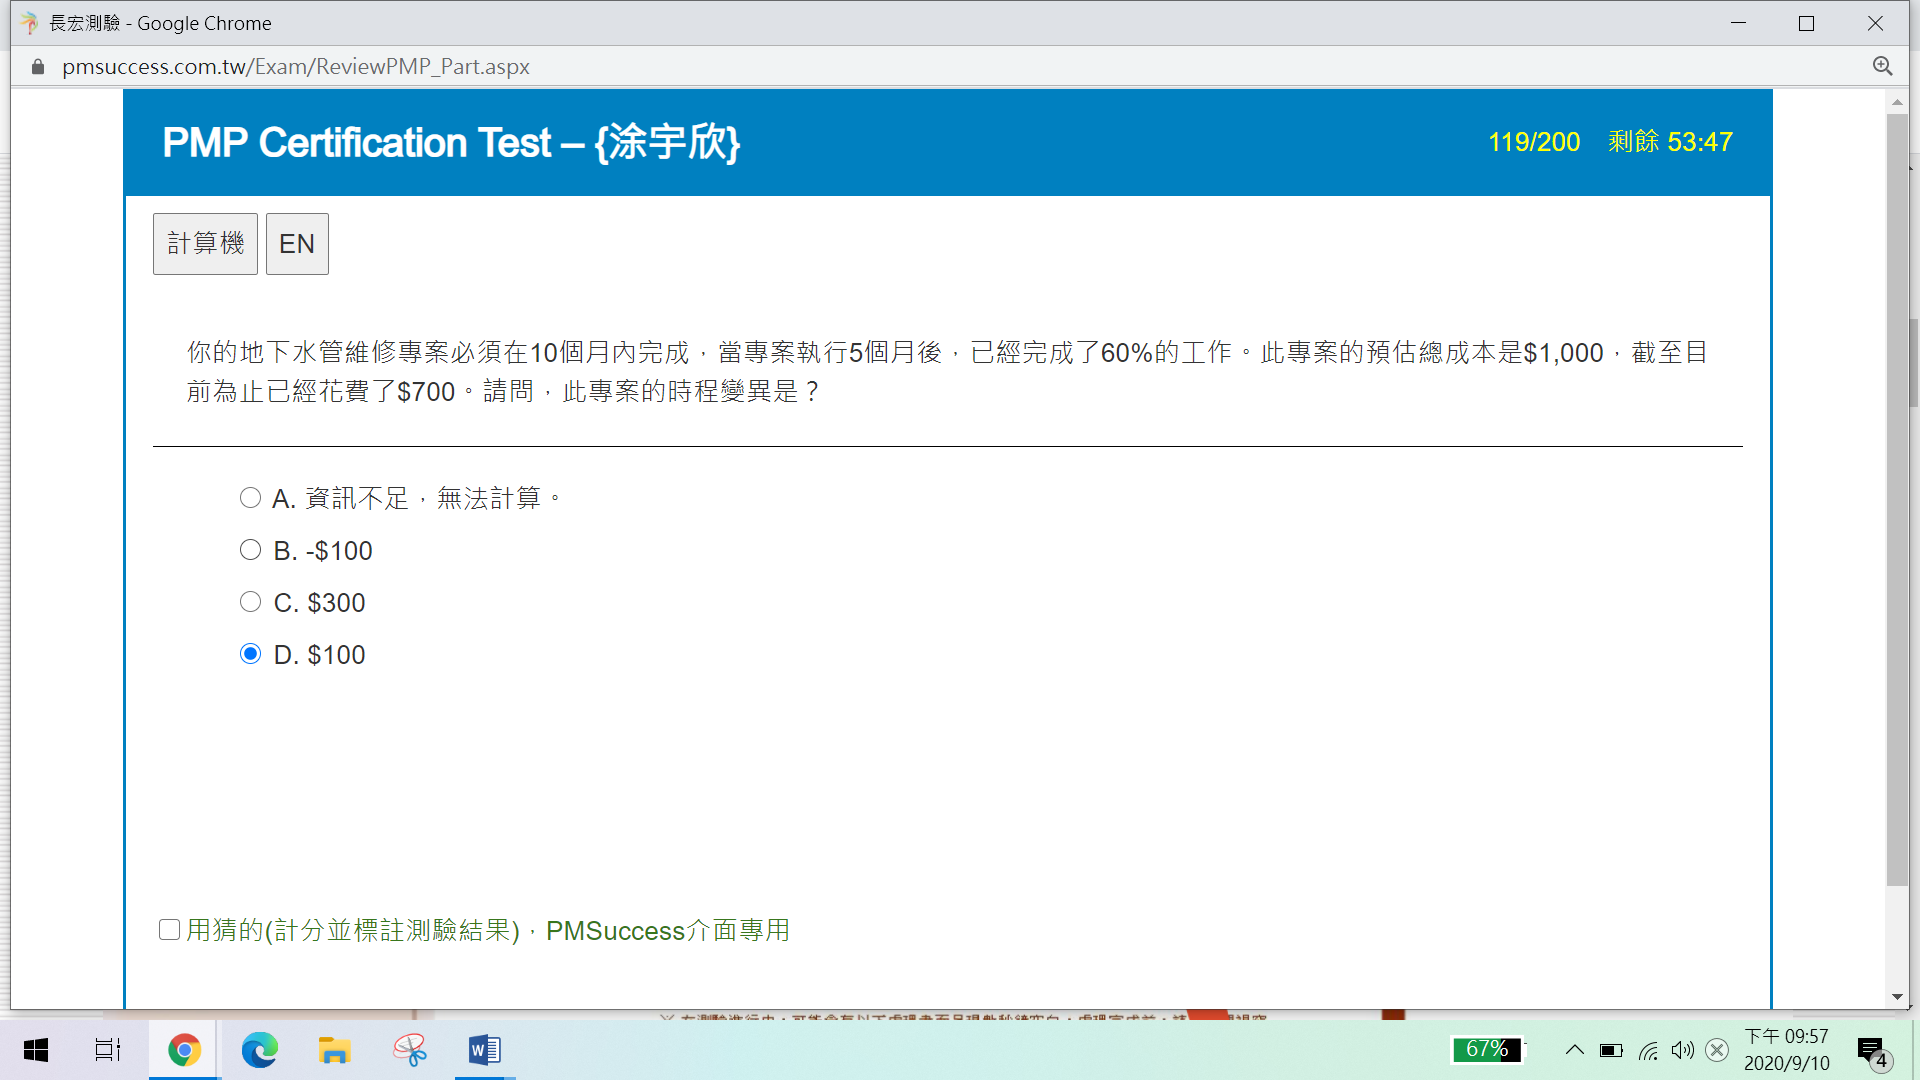 長宏測驗 - Google Chrome
pmsuccess.com.tw/Exam/ReviewPMP_Part.aspx
PMP Certification Test – {涂宇欣}
119/200 剩餘 53:47
計算機 EN
你的地下水管維修專案必須在10個月內完成，當專案執行5個月後，已經完成了60%的工作。此專案的預估總成本是$1,000，截至目
前為止已經花費了$700。請問，此專案的時程變異是？
A. 資訊不足，無法計算。
B. -$100
C. $300
D. $100
用猜的(計分並標註測驗結果)，PMSuccess介面專用
67%
下午 09:57
2020/9/10
4